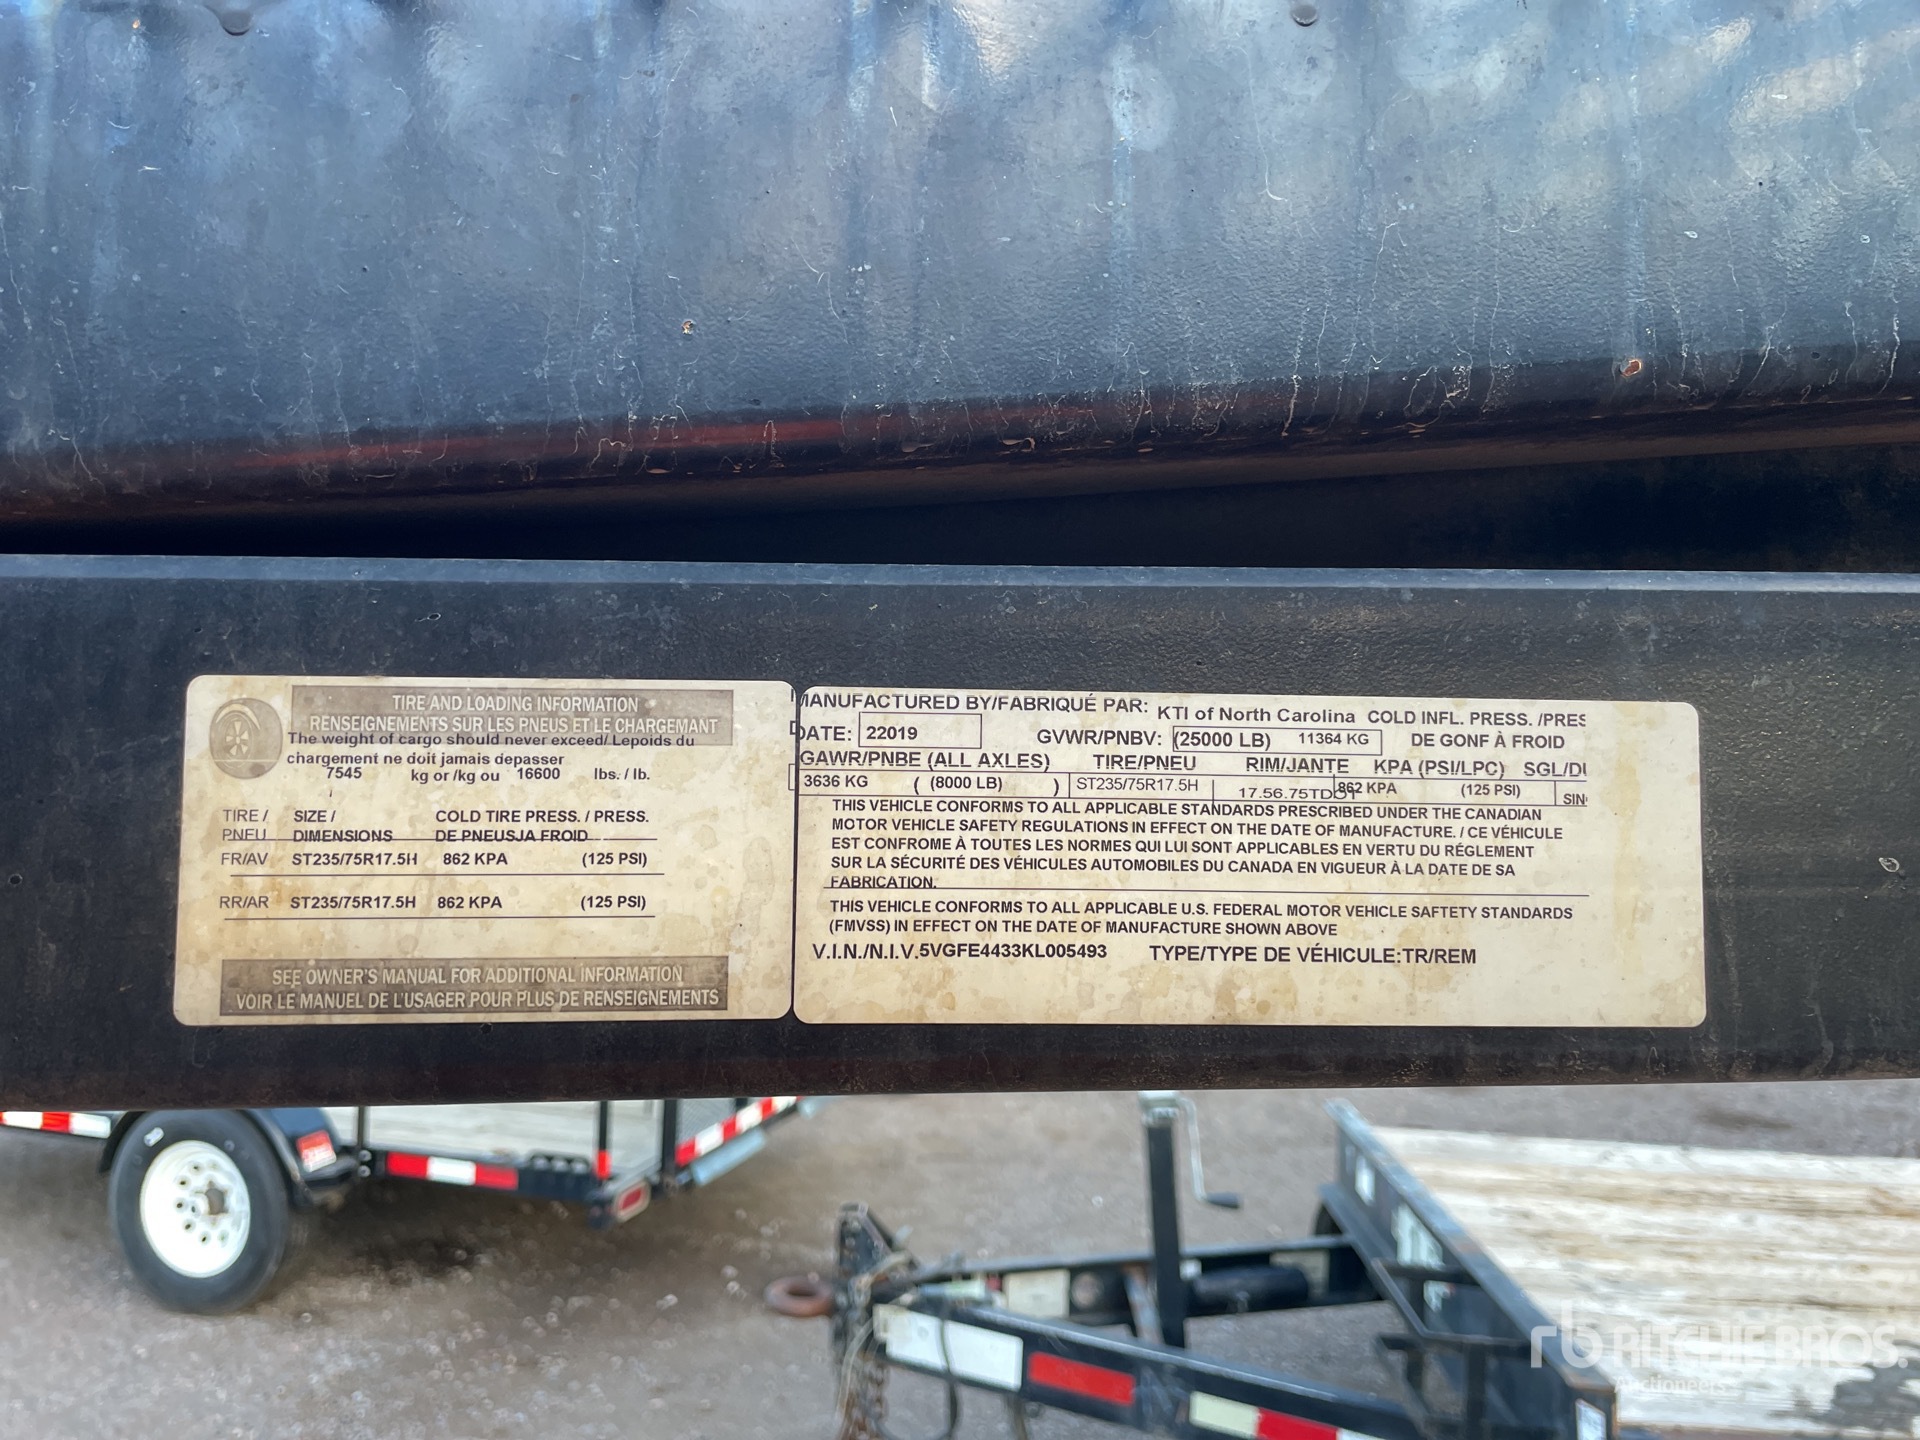 TIRE AND LOADING INFORMATION
RENSEIGNEMENTS SUR LES PNEUS ET LE CHARGEMANT
The weight of cargo should never exceed/ Lepoids du
chargement ne doit jamais depasser
7545 kg or /kg ou 16600 lbs. / lb.
TIRE / SIZE / COLD TIRE PRESS. / PRESS.
PNEU DIMENSIONS DE PNEUSJA FROID
FR/AV ST235/75R17.5H 862 KPA (125 PSI)
RR/AR ST235/75R17.5H 862 KPA (125 PSI)
SEE OWNER'S MANUAL FOR ADDITIONAL INFORMATION
VOIR LE MANUEL DE L'USAGER POUR PLUS DE RENSEIGNEMENTS
MANUFACTURED BY/FABRIQUÉ PAR: KTI of North Carolina COLD INFL. PRESS. /PRES
DATE: 22019 GVWR/PNBV: (25000 LB) 11364 KG DE GONF À FROID
GAWR/PNBE (ALL AXLES) TIRE/PNEU RIM/JANTE KPA (PSI/LPC) SGL/DU
3636 KG ( (8000 LB) ) ST235/75R17.5H 17.56.75TDOT 862 KPA (125 PSI) SIN
THIS VEHICLE CONFORMS TO ALL APPLICABLE STANDARDS PRESCRIBED UNDER THE CANADIAN
MOTOR VEHICLE SAFETY REGULATIONS IN EFFECT ON THE DATE OF MANUFACTURE. / CE VÉHICULE
EST CONFROME À TOUTES LES NORMES QUI LUI SONT APPLICABLES EN VERTU DU RÉGLEMENT
SUR LA SÉCURITÉ DES VÉHICULES AUTOMOBILES DU CANADA EN VIGUEUR À LA DATE DE SA
FABRICATION.
THIS VEHICLE CONFORMS TO ALL APPLICABLE U.S. FEDERAL MOTOR VEHICLE SAFTETY STANDARDS
(FMVSS) IN EFFECT ON THE DATE OF MANUFACTURE SHOWN ABOVE
V.I.N./N.I.V.5VGFE4433KL005493 TYPE/TYPE DE VÉHICULE:TR/REM
rb RITCHIE BROS.
Auctioneers